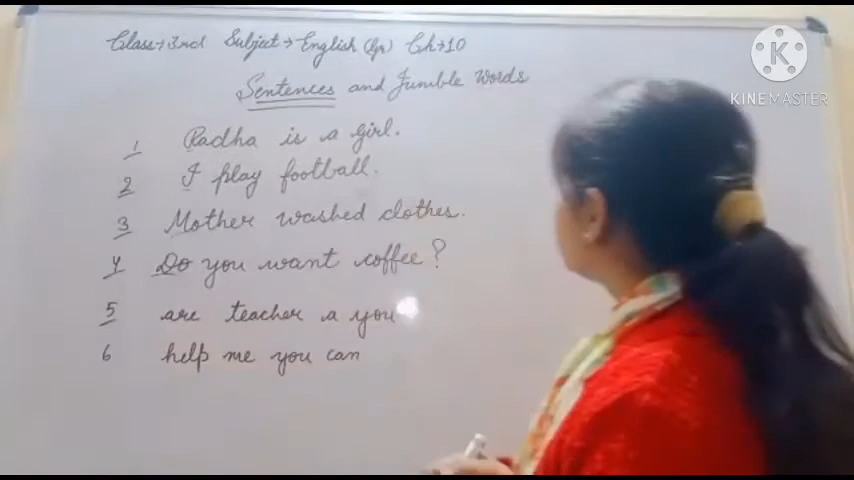 Class→3rd Subject→English (Gr) Ch→10
Sentences and Jumble Words
1 Radha is a girl.
2 I play football.
3 Mother washed clothes.
4 Do you want coffee?
5 are teacher a you
6 help me you can
KINEMASTER